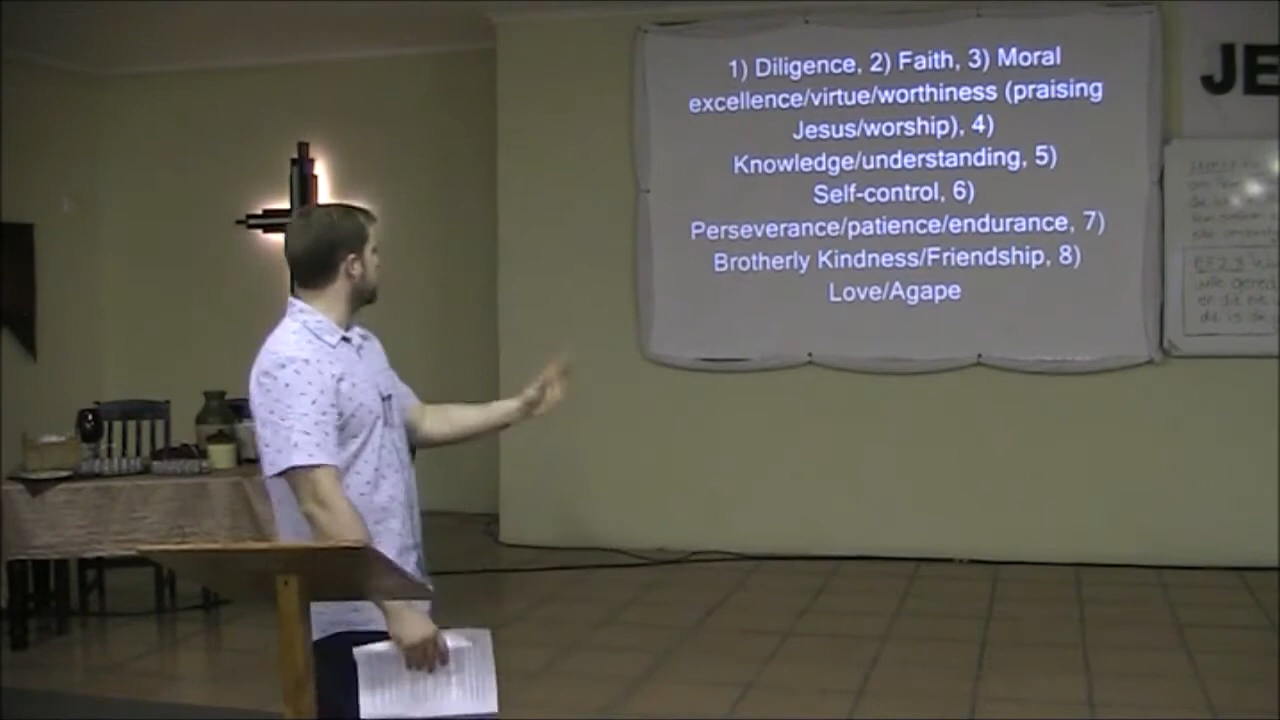 1) Diligence, 2) Faith, 3) Moral
excellence/virtue/worthiness (praising
Jesus/worship), 4)
Knowledge/understanding, 5)
Self-control, 6)
Perseverance/patience/endurance, 7)
Brotherly Kindness/Friendship, 8)
Love/Agape
JE